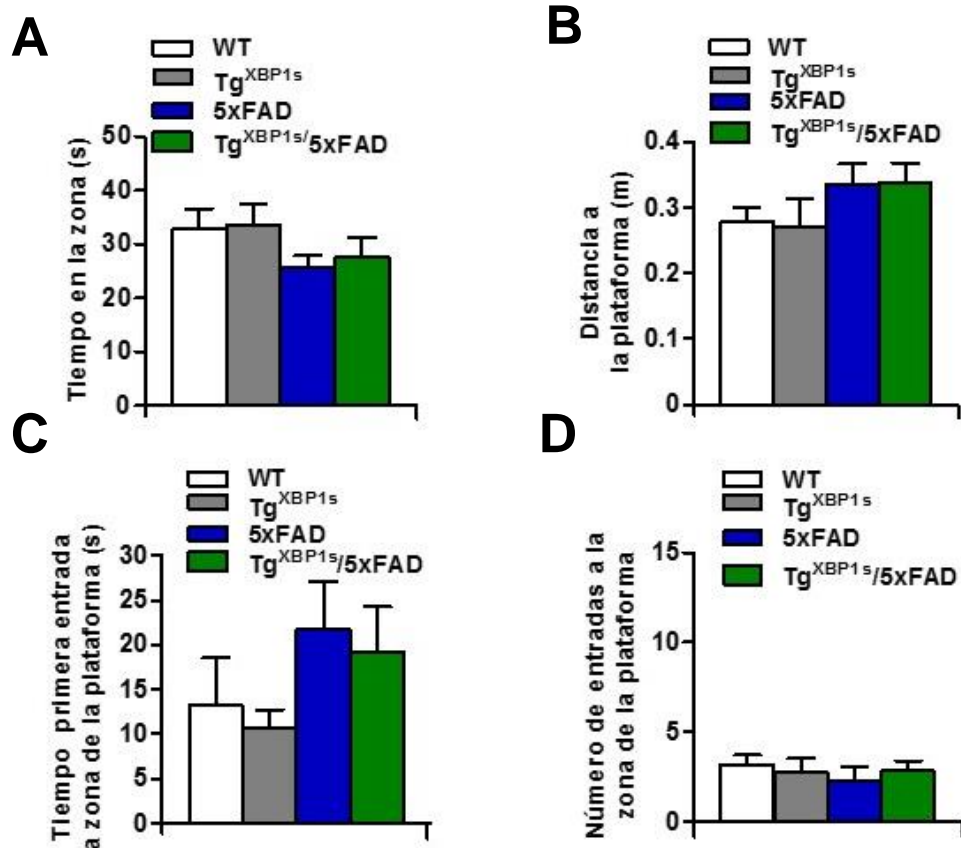 A
WT
Tg^XBP1s
5xFAD
Tg^XBP1s/5xFAD
Tiempo en la zona (s)
50
40
30
20
10
0
B
WT
Tg^XBP1s
5xFAD
Tg^XBP1s/5xFAD
Distancia a
la plataforma (m)
0.4
0.3
0.2
0.1
0
C
WT
Tg^XBP1s
5xFAD
Tg^XBP1s/5xFAD
Tiempo primera entrada
a zona de la plataforma (s)
30
25
20
15
10
5
0
D
WT
Tg^XBP1s
5xFAD
Tg^XBP1s/5xFAD
Número de entradas a la
zona de la plataforma
15
10
5
0